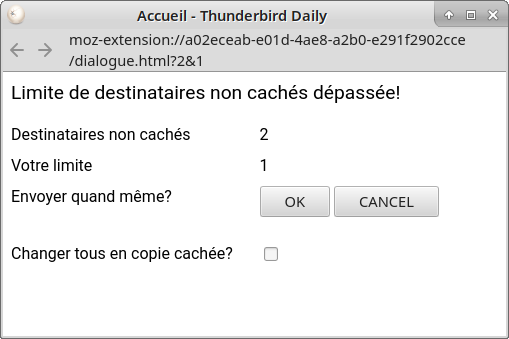 Accueil - Thunderbird Daily
moz-extension://a02eceab-e01d-4ae8-a2b0-e291f2902cce
/dialogue.html?2&1
Limite de destinataires non cachés dépassée!
Destinataires non cachés 2
Votre limite 1
Envoyer quand même? OK CANCEL
Changer tous en copie cachée?